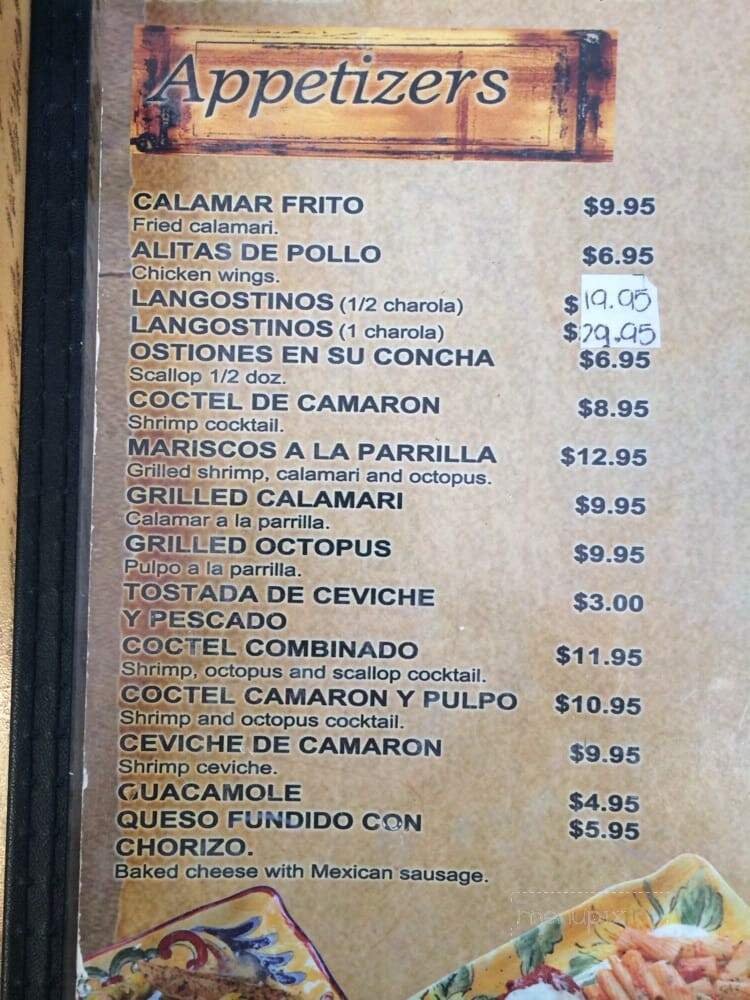 Appetizers
CALAMAR FRITO $9.95
Fried calamari.
ALITAS DE POLLO $6.95
Chicken wings.
LANGOSTINOS (1/2 charola) $19.95
LANGOSTINOS (1 charola) $29.95
OSTIONES EN SU CONCHA $6.95
Scallop 1/2 doz.
COCTEL DE CAMARON $8.95
Shrimp cocktail.
MARISCOS A LA PARRILLA $12.95
Grilled shrimp, calamari and octopus.
GRILLED CALAMARI $9.95
Calamar a la parrilla.
GRILLED OCTOPUS $9.95
Pulpo a la parrilla.
TOSTADA DE CEVICHE $3.00
Y PESCADO
COCTEL COMBINADO $11.95
Shrimp, octopus and scallop cocktail.
COCTEL CAMARON Y PULPO $10.95
Shrimp and octopus cocktail.
CEVICHE DE CAMARON $9.95
Shrimp ceviche.
GUACAMOLE $4.95
QUESO FUNDIDO CON $5.95
CHORIZO.
Baked cheese with Mexican sausage.